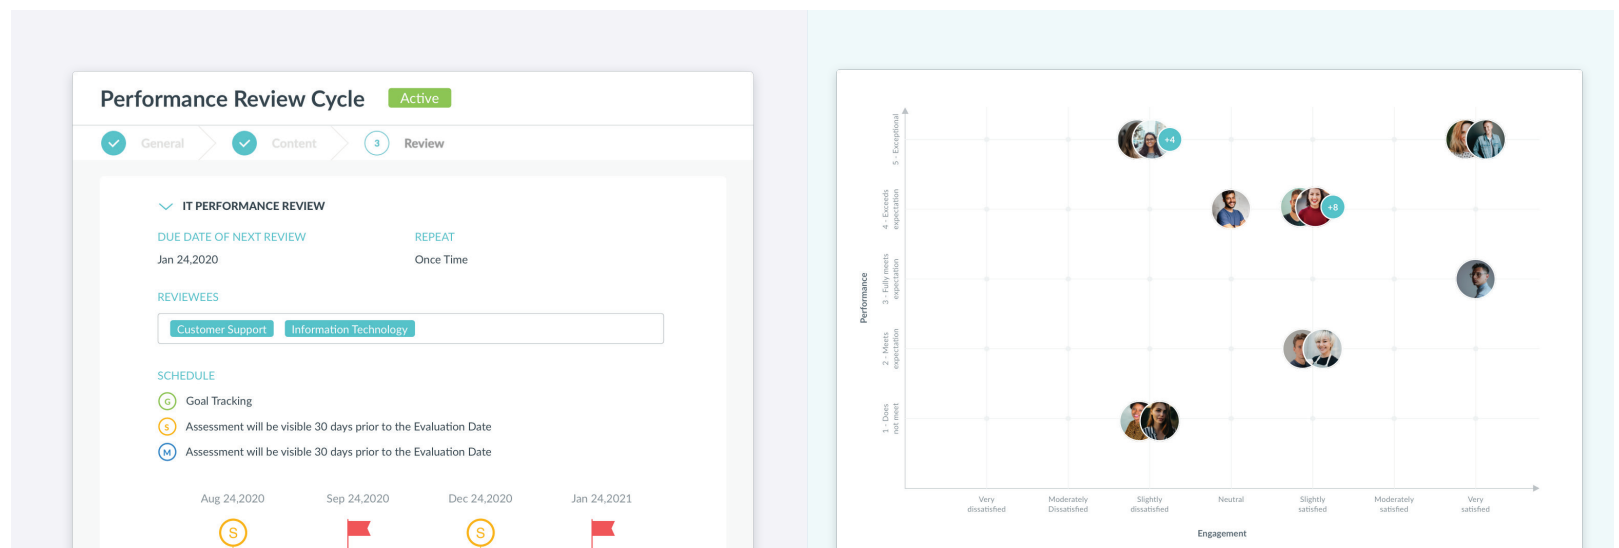 Performance Review Cycle
Active
General
Content
3
Review
IT PERFORMANCE REVIEW
DUE DATE OF NEXT REVIEW
REPEAT
Jan 24,2020
Once Time
REVIEWEES
Customer Support
Information Technology
SCHEDULE
G
Goal Tracking
S
Assessment will be visible 30 days prior to the Evaluation Date
M
Assessment will be visible 30 days prior to the Evaluation Date
Aug 24,2020
Sep 24,2020
Dec 24,2020
Jan 24,2021
S
S
Performance
5 - Exceptional
4 - Exceeds
expectation
3 - Fully meets
expectation
2 - Meets
expectation
1 - Does
not meet
+4
+8
Very
dissatisfied
Moderately
Dissatisfied
Slightly
dissatisfied
Neutral
Slightly
satisfied
Moderately
satisfied
Very
satisfied
Engagement